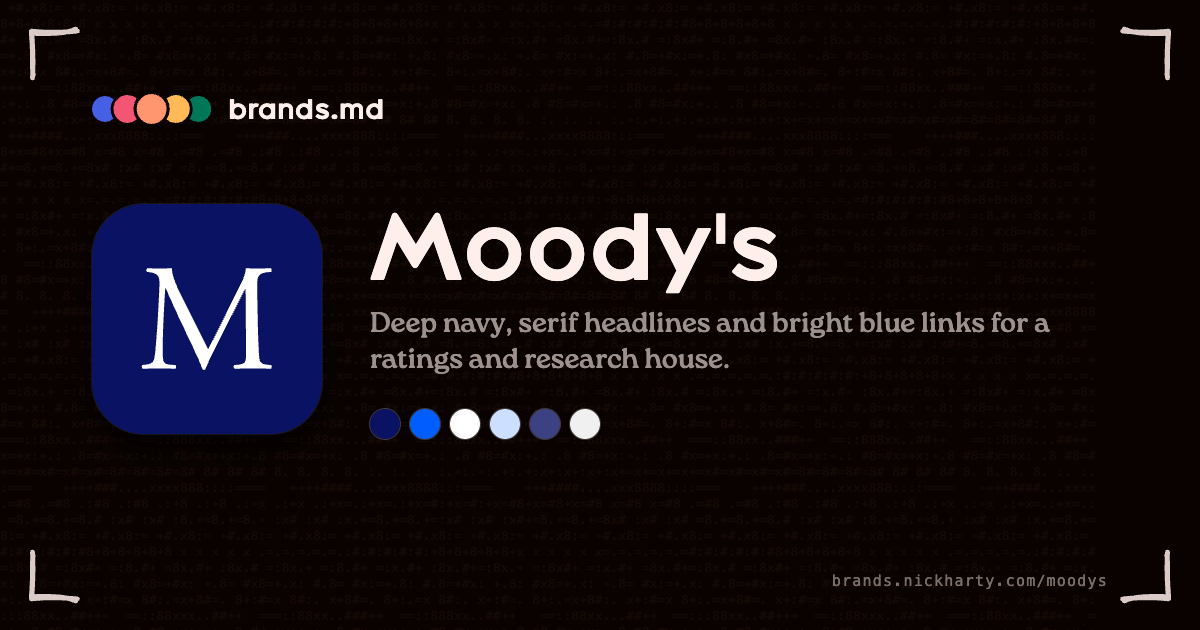 brands.md
M
Moody's
Deep navy, serif headlines and bright blue links for a
ratings and research house.
brands.nickharty.com/moodys